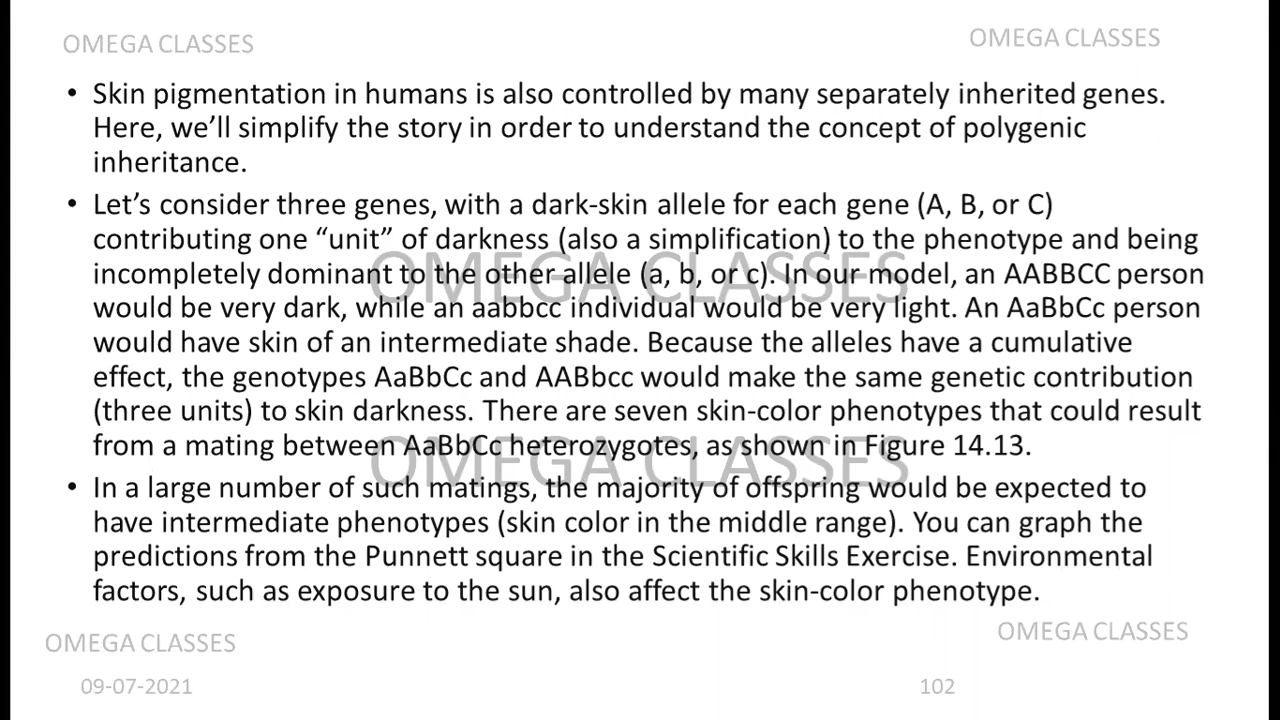 OMEGA CLASSES
OMEGA CLASSES
• Skin pigmentation in humans is also controlled by many separately inherited genes.
Here, we’ll simplify the story in order to understand the concept of polygenic
inheritance.
• Let’s consider three genes, with a dark-skin allele for each gene (A, B, or C)
contributing one “unit” of darkness (also a simplification) to the phenotype and being
incompletely dominant to the other allele (a, b, or c). In our model, an AABBCC person
would be very dark, while an aabbcc individual would be very light. An AaBbCc person
would have skin of an intermediate shade. Because the alleles have a cumulative
effect, the genotypes AaBbCc and AABbcc would make the same genetic contribution
(three units) to skin darkness. There are seven skin-color phenotypes that could result
from a mating between AaBbCc heterozygotes, as shown in Figure 14.13.
• In a large number of such matings, the majority of offspring would be expected to
have intermediate phenotypes (skin color in the middle range). You can graph the
predictions from the Punnett square in the Scientific Skills Exercise. Environmental
factors, such as exposure to the sun, also affect the skin-color phenotype.
OMEGA CLASSES
OMEGA CLASSES
OMEGA CLASSES
OMEGA CLASSES
09-07-2021
102